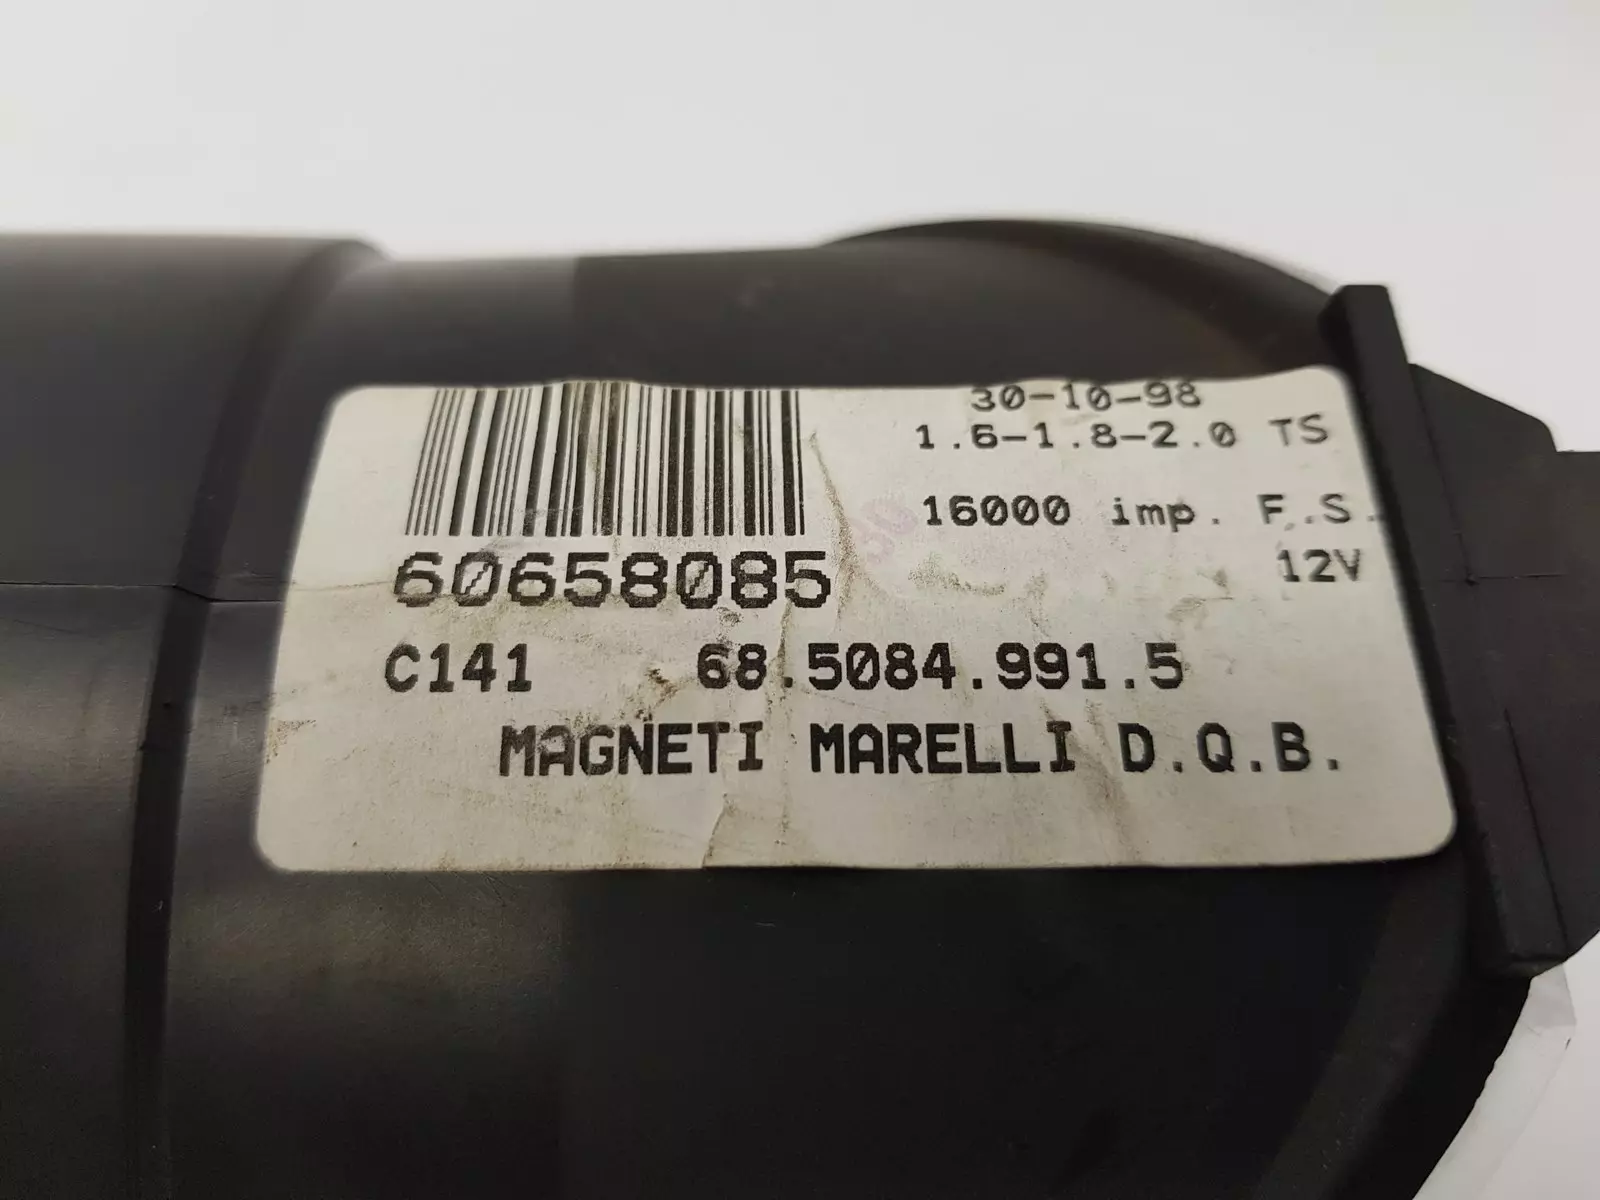 30-10-98
1.6-1.8-2.0 TS
16000 imp. F.S.
12V
60658085
C141 68.5084.991.5
MAGNETI MARELLI D.Q.B.